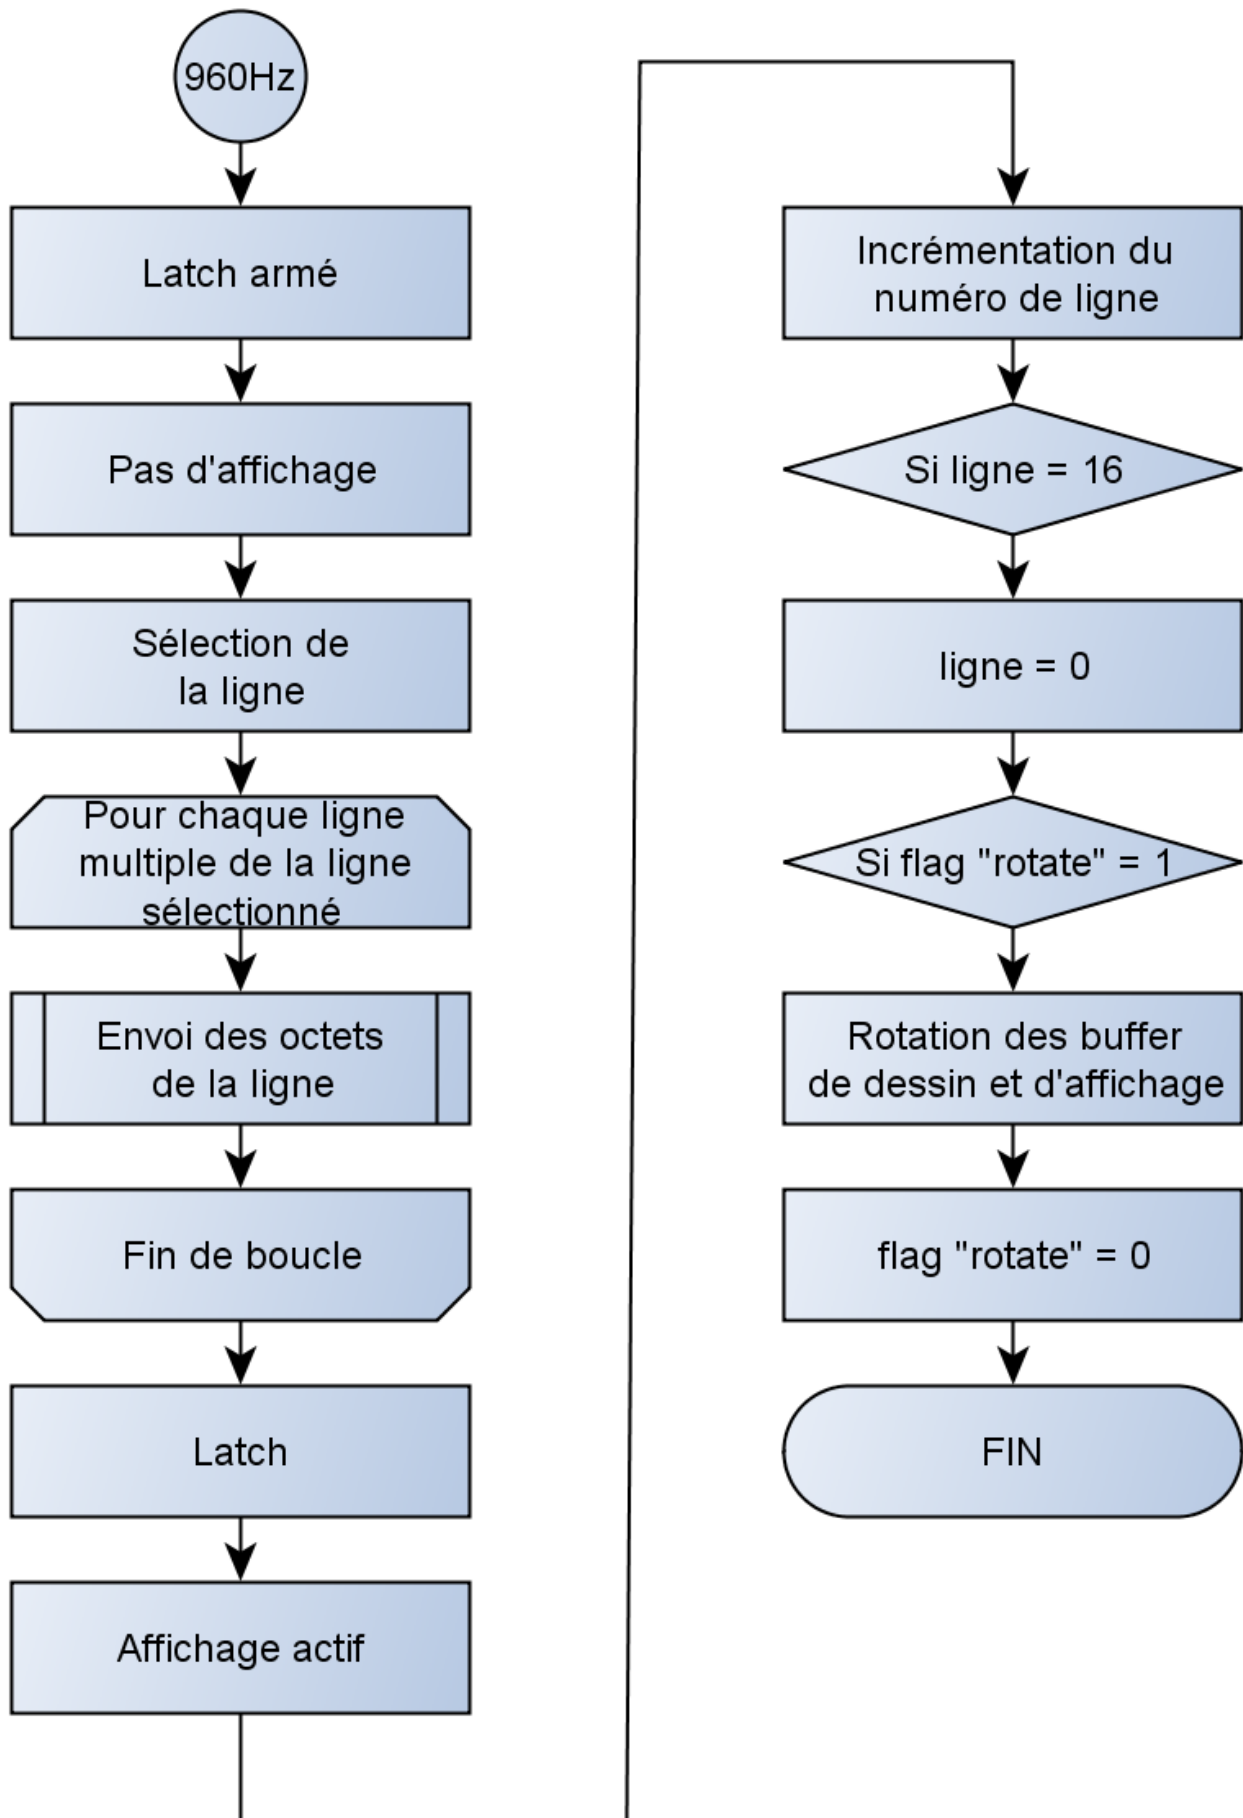 960Hz
Latch armé
Pas d'affichage
Sélection de
la ligne
Pour chaque ligne
multiple de la ligne
sélectionné
Envoi des octets
de la ligne
Fin de boucle
Latch
Affichage actif
Incrémentation du
numéro de ligne
Si ligne = 16
ligne = 0
Si flag "rotate" = 1
Rotation des buffer
de dessin et d'affichage
flag "rotate" = 0
FIN